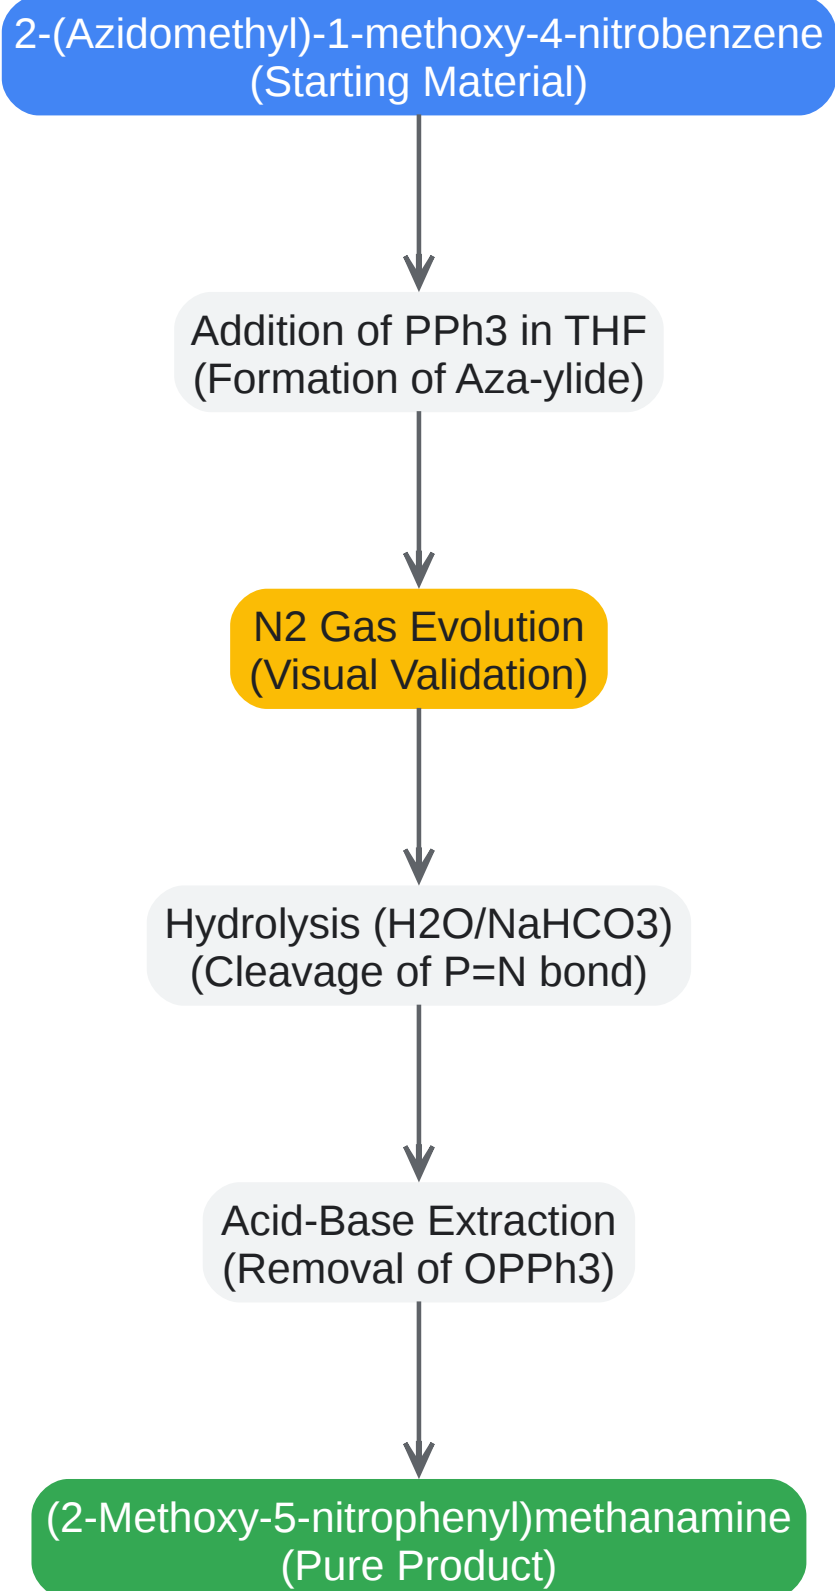 2-(Azidomethyl)-1-methoxy-4-nitrobenzene
(Starting Material)
Addition of PPh3 in THF
(Formation of Aza-ylide)
N2 Gas Evolution
(Visual Validation)
Hydrolysis (H2O/NaHCO3)
(Cleavage of P=N bond)
Acid-Base Extraction
(Removal of OPPh3)
(2-Methoxy-5-nitrophenyl)methanamine
(Pure Product)